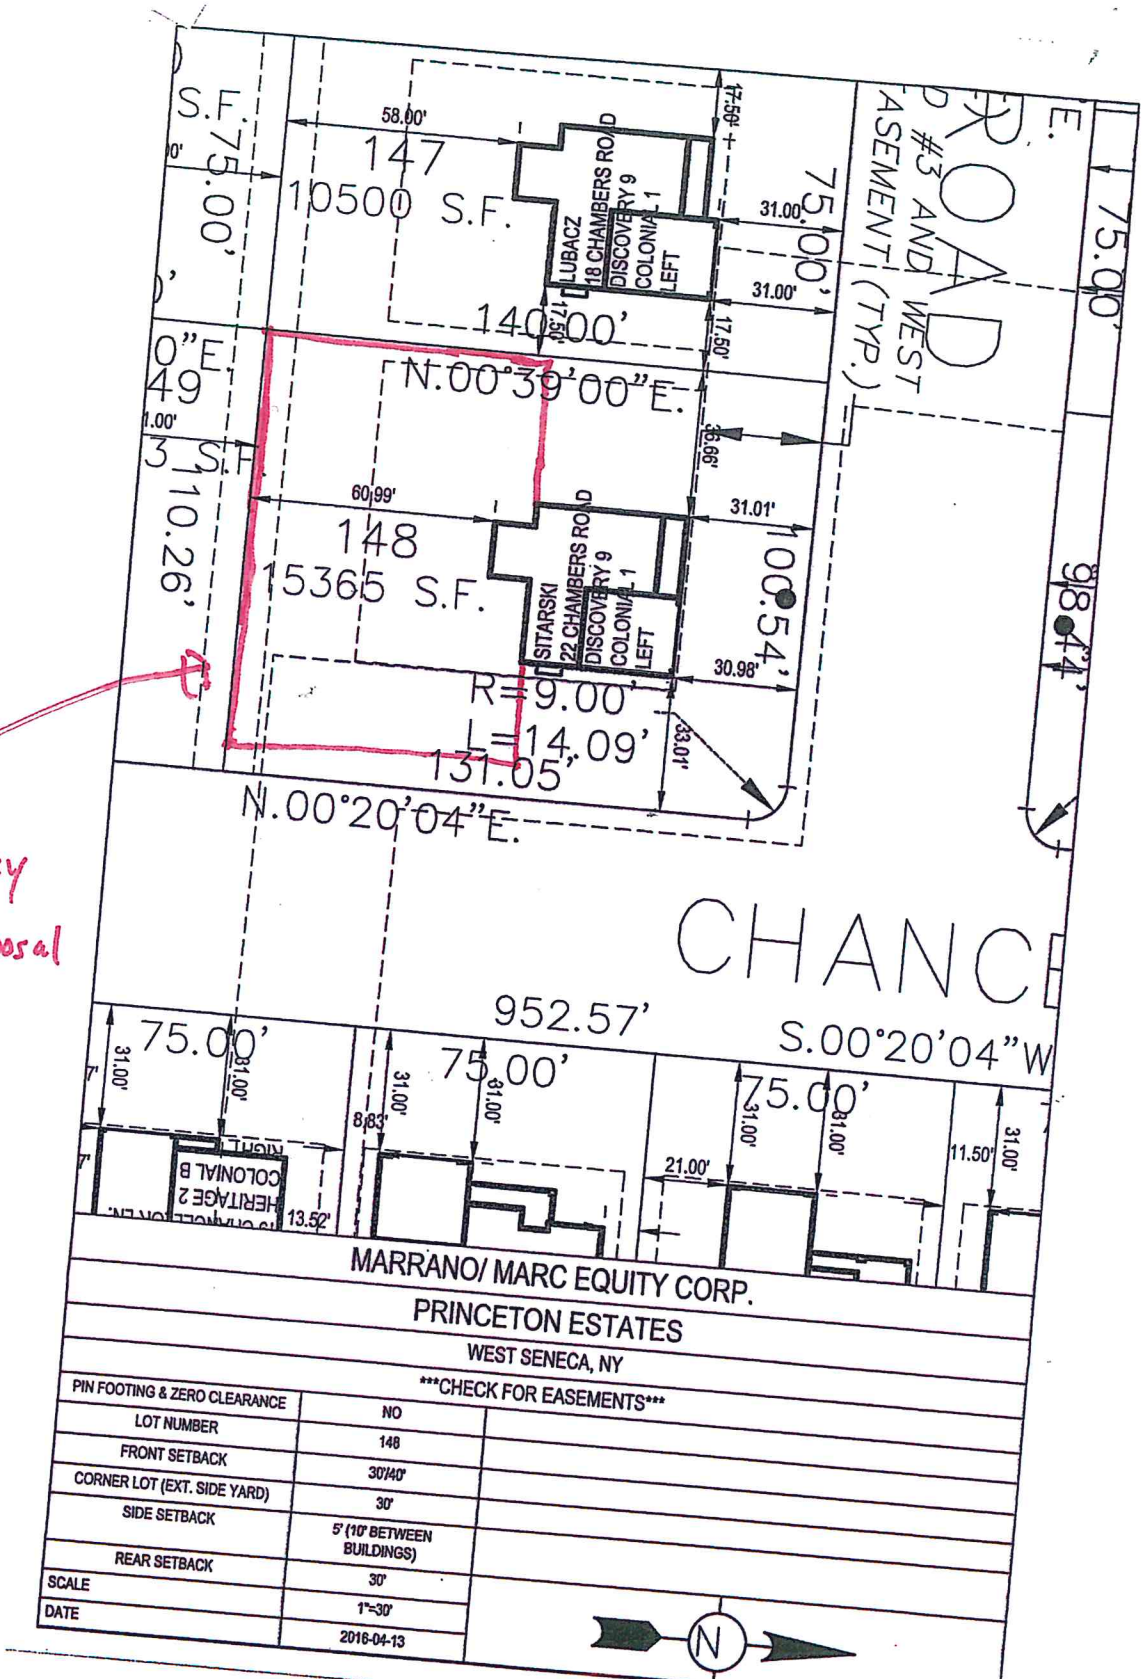 S.F.
75.00'
58.00'
147
10500 S.F.
17.50'
LUBACZ
18 CHAMBERS ROAD
DISCOVERY 9
COLONIAL 1
LEFT
31.00'
75.00'
31.00'
17.50'
17.50'
140.00'
N.00°39'00"E.
ROAD
#3 AND WEST
EASEMENT (TYP.)
E.
75.00'
0"E.
49
1.00'
3 S.F.
110.26'
60.99'
148
15365 S.F.
36.66'
SITARSKI
22 CHAMBERS ROAD
DISCOVERY 9
COLONIAL 1
LEFT
31.01'
100.54'
30.98'
98.44'
R=9.00'
L=14.09'
33.01'
131.05'
N.00°20'04"E.
CHANCE
952.57'
S.00°20'04"W
75.00'
31.00'
31.00'
7'
7'
RIGHT
COLONIAL B
HERITAGE 2
13.52'
8.83'
75.00'
31.00'
31.00'
21.00'
75.00'
31.00'
31.00'
11.50'
31.00'
MARRANO/ MARC EQUITY CORP.
PRINCETON ESTATES
WEST SENECA, NY
***CHECK FOR EASEMENTS***
PIN FOOTING & ZERO CLEARANCE NO
LOT NUMBER 148
FRONT SETBACK 30'/40'
CORNER LOT (EXT. SIDE YARD) 30'
SIDE SETBACK 5' (10' BETWEEN
BUILDINGS)
REAR SETBACK 30'
SCALE 1"=30'
DATE 2016-04-13
N